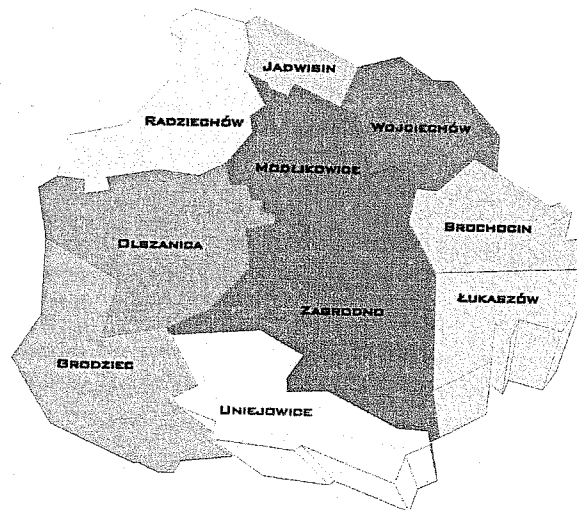 JADWISIN
RADZIECHÓW
WOJCIECHÓW
MODLIKOWICE
BROCHOCIN
OLSZANICA
ŁUKASZÓW
ZAGRODNO
GRODZIEC
UNIEJOWICE